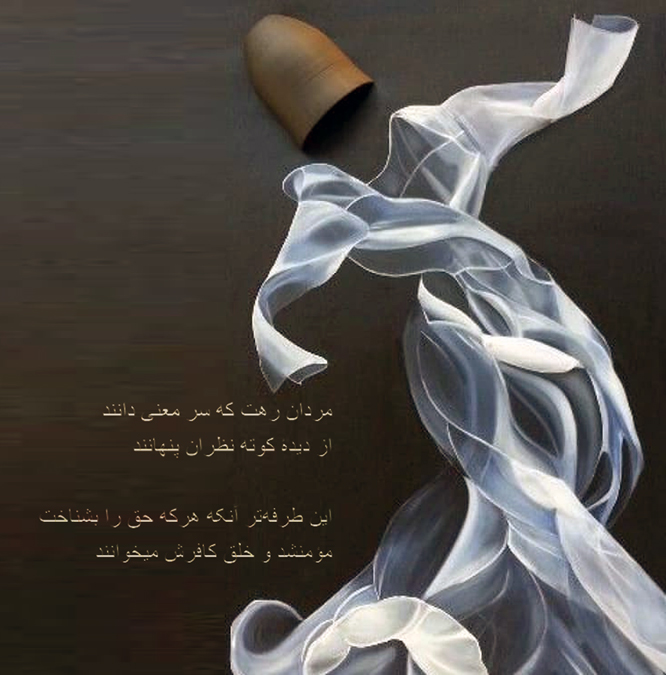 مردان رهت که سر معنی دانند
از دیده کوته نظران پنهانند
این طرفه‌تر آنکه هرکه حق را بشناخت
مومنشد و خلق کافرش میخوانند